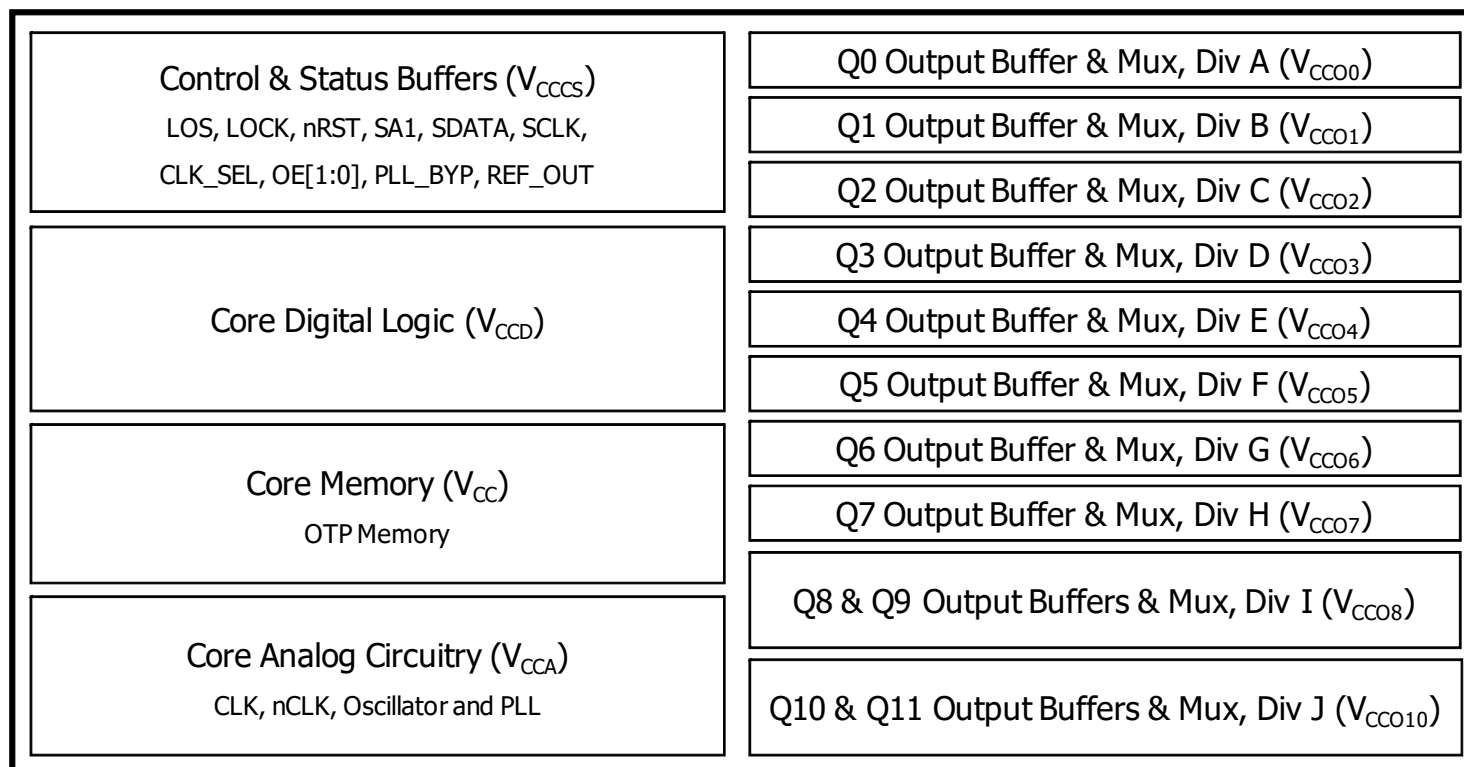 Control & Status Buffers (VCCCS)
LOS, LOCK, nRST, SA1, SDATA, SCLK,
CLK_SEL, OE[1:0], PLL_BYP, REF_OUT
Core Digital Logic (VCCD)
Core Memory (VCC)
OTP Memory
Core Analog Circuitry (VCCA)
CLK, nCLK, Oscillator and PLL
Q0 Output Buffer & Mux, Div A (VCCO0)
Q1 Output Buffer & Mux, Div B (VCCO1)
Q2 Output Buffer & Mux, Div C (VCCO2)
Q3 Output Buffer & Mux, Div D (VCCO3)
Q4 Output Buffer & Mux, Div E (VCCO4)
Q5 Output Buffer & Mux, Div F (VCCO5)
Q6 Output Buffer & Mux, Div G (VCCO6)
Q7 Output Buffer & Mux, Div H (VCCO7)
Q8 & Q9 Output Buffers & Mux, Div I (VCCO8)
Q10 & Q11 Output Buffers & Mux, Div J (VCCO10)